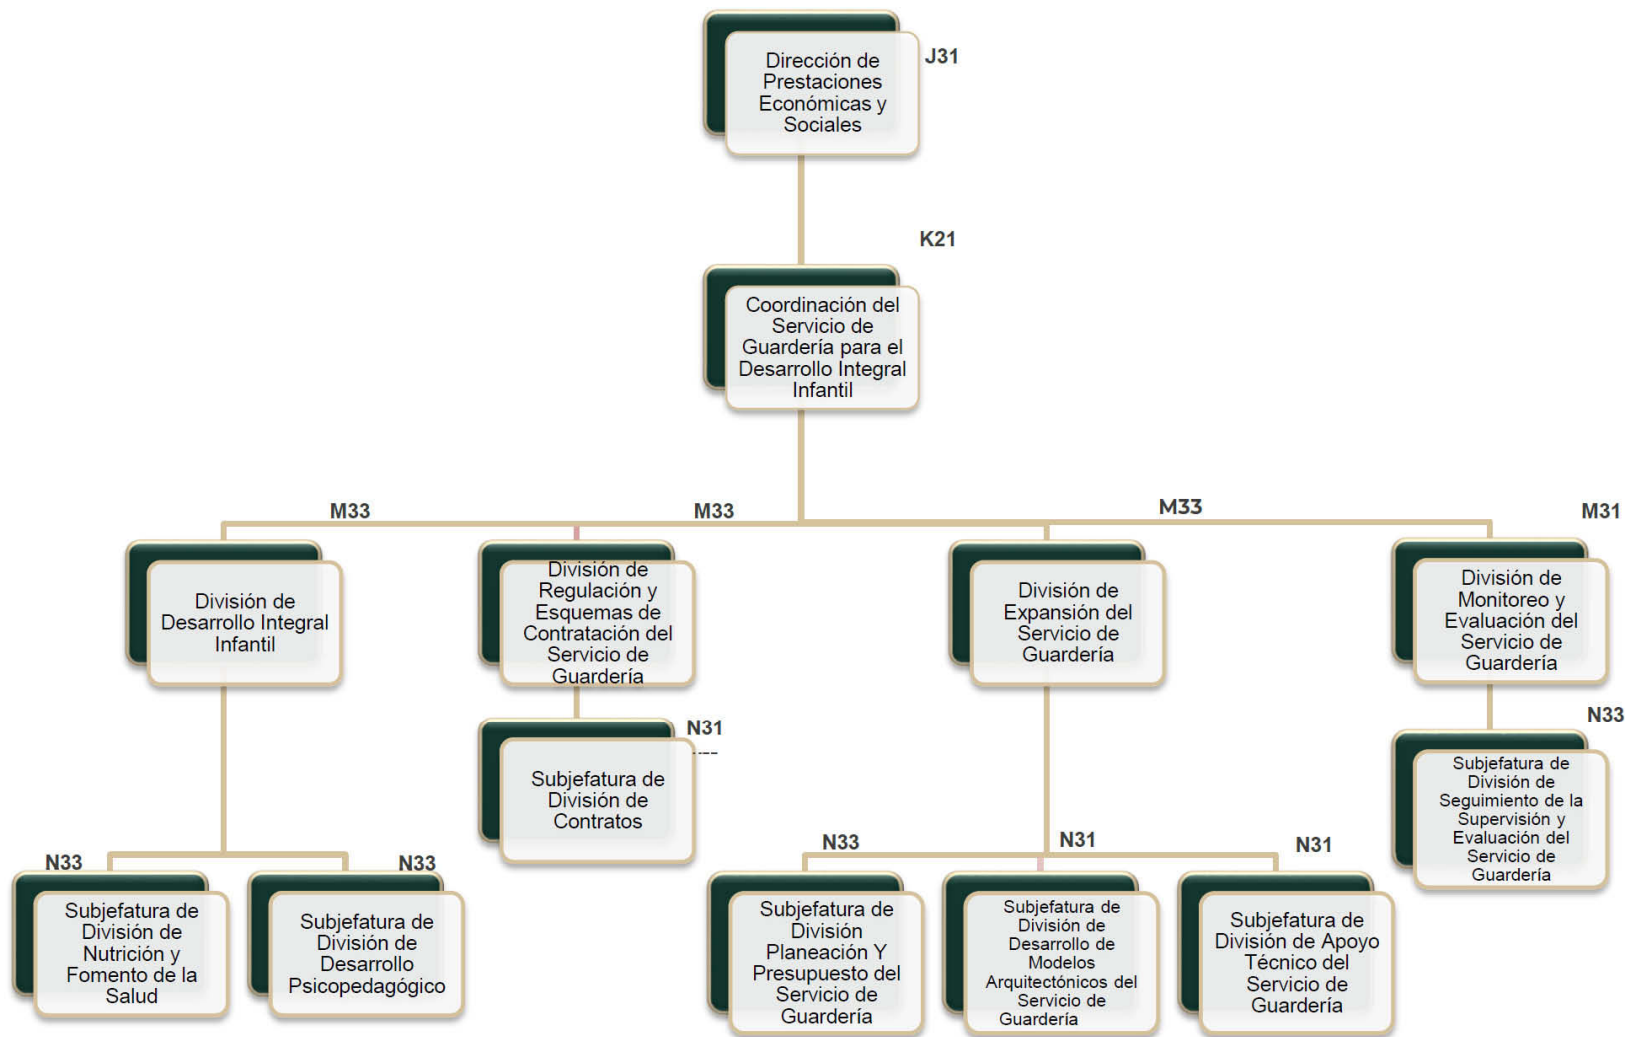 J31
Dirección de
Prestaciones
Económicas y
Sociales
K21
Coordinación del
Servicio de
Guardería para el
Desarrollo Integral
Infantil
M33
M33
M33
M31
División de
Desarrollo Integral
Infantil
División de
Regulación y
Esquemas de
Contratación del
Servicio de
Guardería
División de
Expansión del
Servicio de
Guardería
División de
Monitoreo y
Evaluación del
Servicio de
Guardería
N31
Subjefatura de
División de
Contratos
N33
Subjefatura de
División de
Seguimiento de la
Supervisión y
Evaluación del
Servicio de
Guardería
N33
Subjefatura de
División de
Nutrición y
Fomento de la
Salud
N33
Subjefatura de
División de
Desarrollo
Psicopedagógico
N33
Subjefatura de
División
Planeación Y
Presupuesto del
Servicio de
Guardería
N31
Subjefatura de
División de
Desarrollo de
Modelos
Arquitectónicos del
Servicio de
Guardería
N31
Subjefatura de
División de Apoyo
Técnico del
Servicio de
Guardería